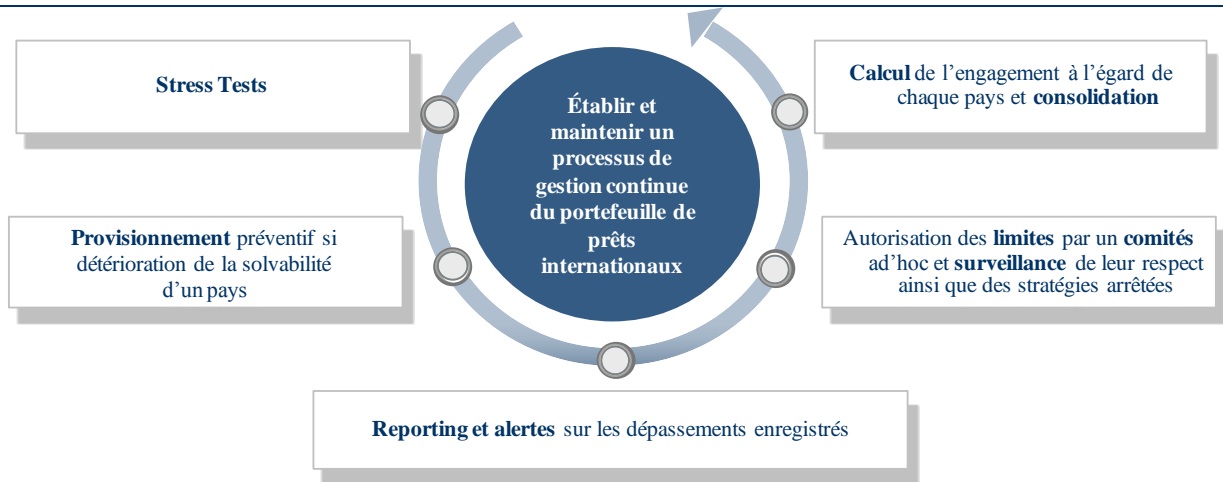 Stress Tests
Calcul de l’engagement à l’égard de
chaque pays et consolidation
Établir et
maintenir un
processus de
gestion continue
du portefeuille de
prêts
internationaux
Provisionnement préventif si
détérioration de la solvabilité
d’un pays
Autorisation des limites par un comités
ad’hoc et surveillance de leur respect
ainsi que des stratégies arrêtées
Reporting et alertes sur les dépassements enregistrés